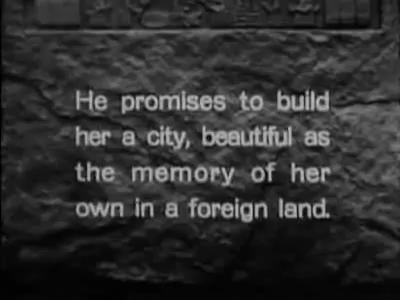 He promises to build
her a city, beautiful as
the memory of her
own in a foreign land.